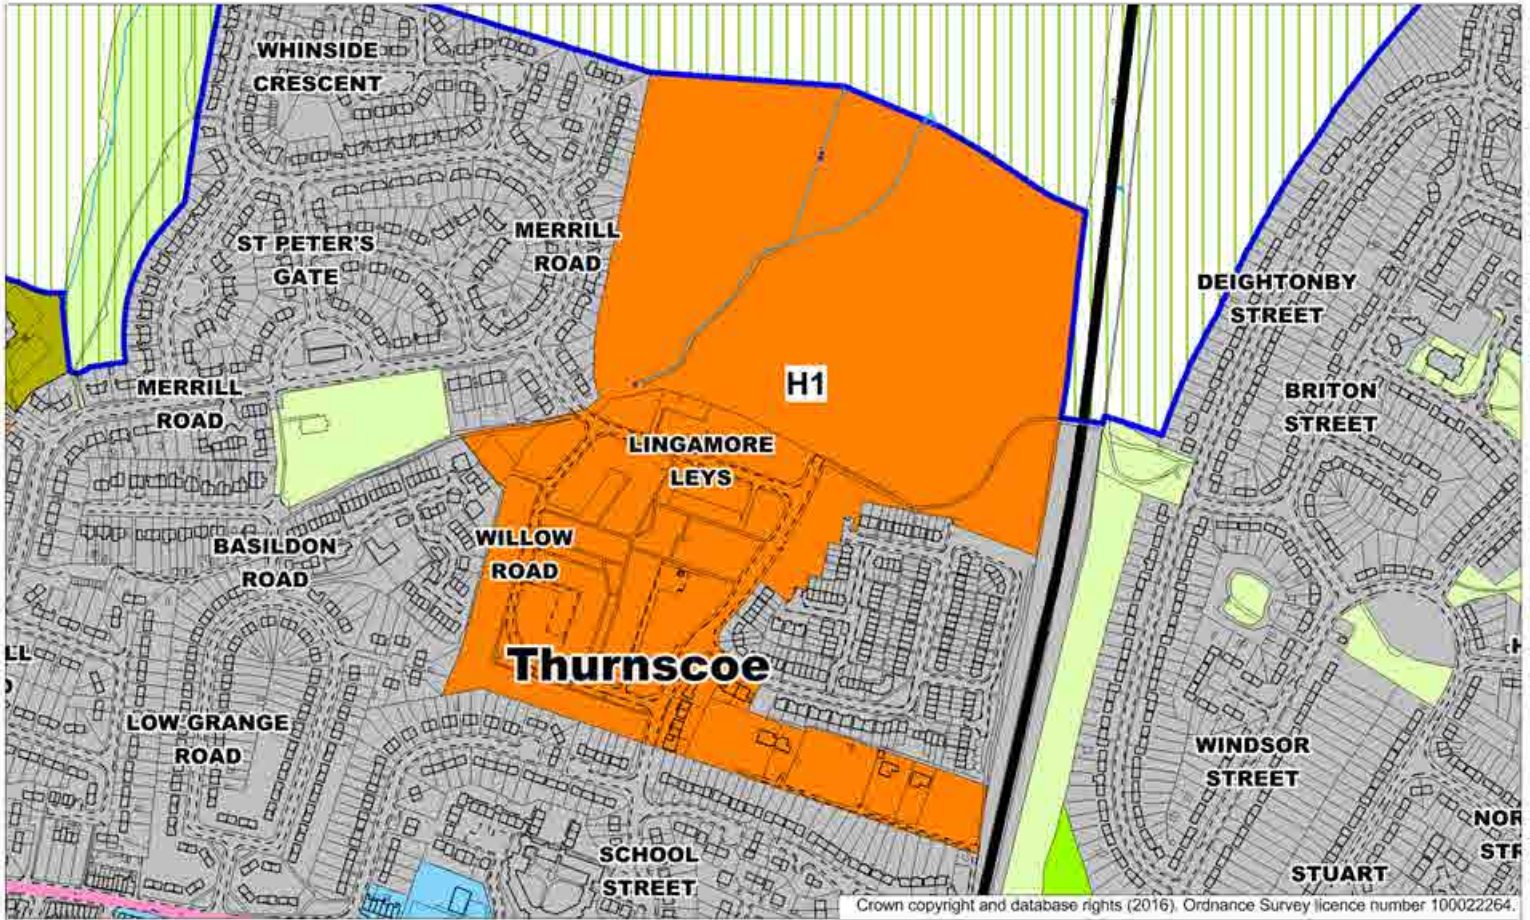 WHINSIDE
CRESCENT
ST PETER'S
GATE
MERRILL
ROAD
DEIGHTONBY
STREET
MERRILL
ROAD
H1
BRITON
STREET
LINGAMORE
LEYS
BASILDON
ROAD
WILLOW
ROAD
LL
Thurnscoe
LOW GRANGE
ROAD
WINDSOR
STREET
NOR
STR
SCHOOL
STREET
STUART
Crown copyright and database rights (2016). Ordnance Survey licence number 100022264.